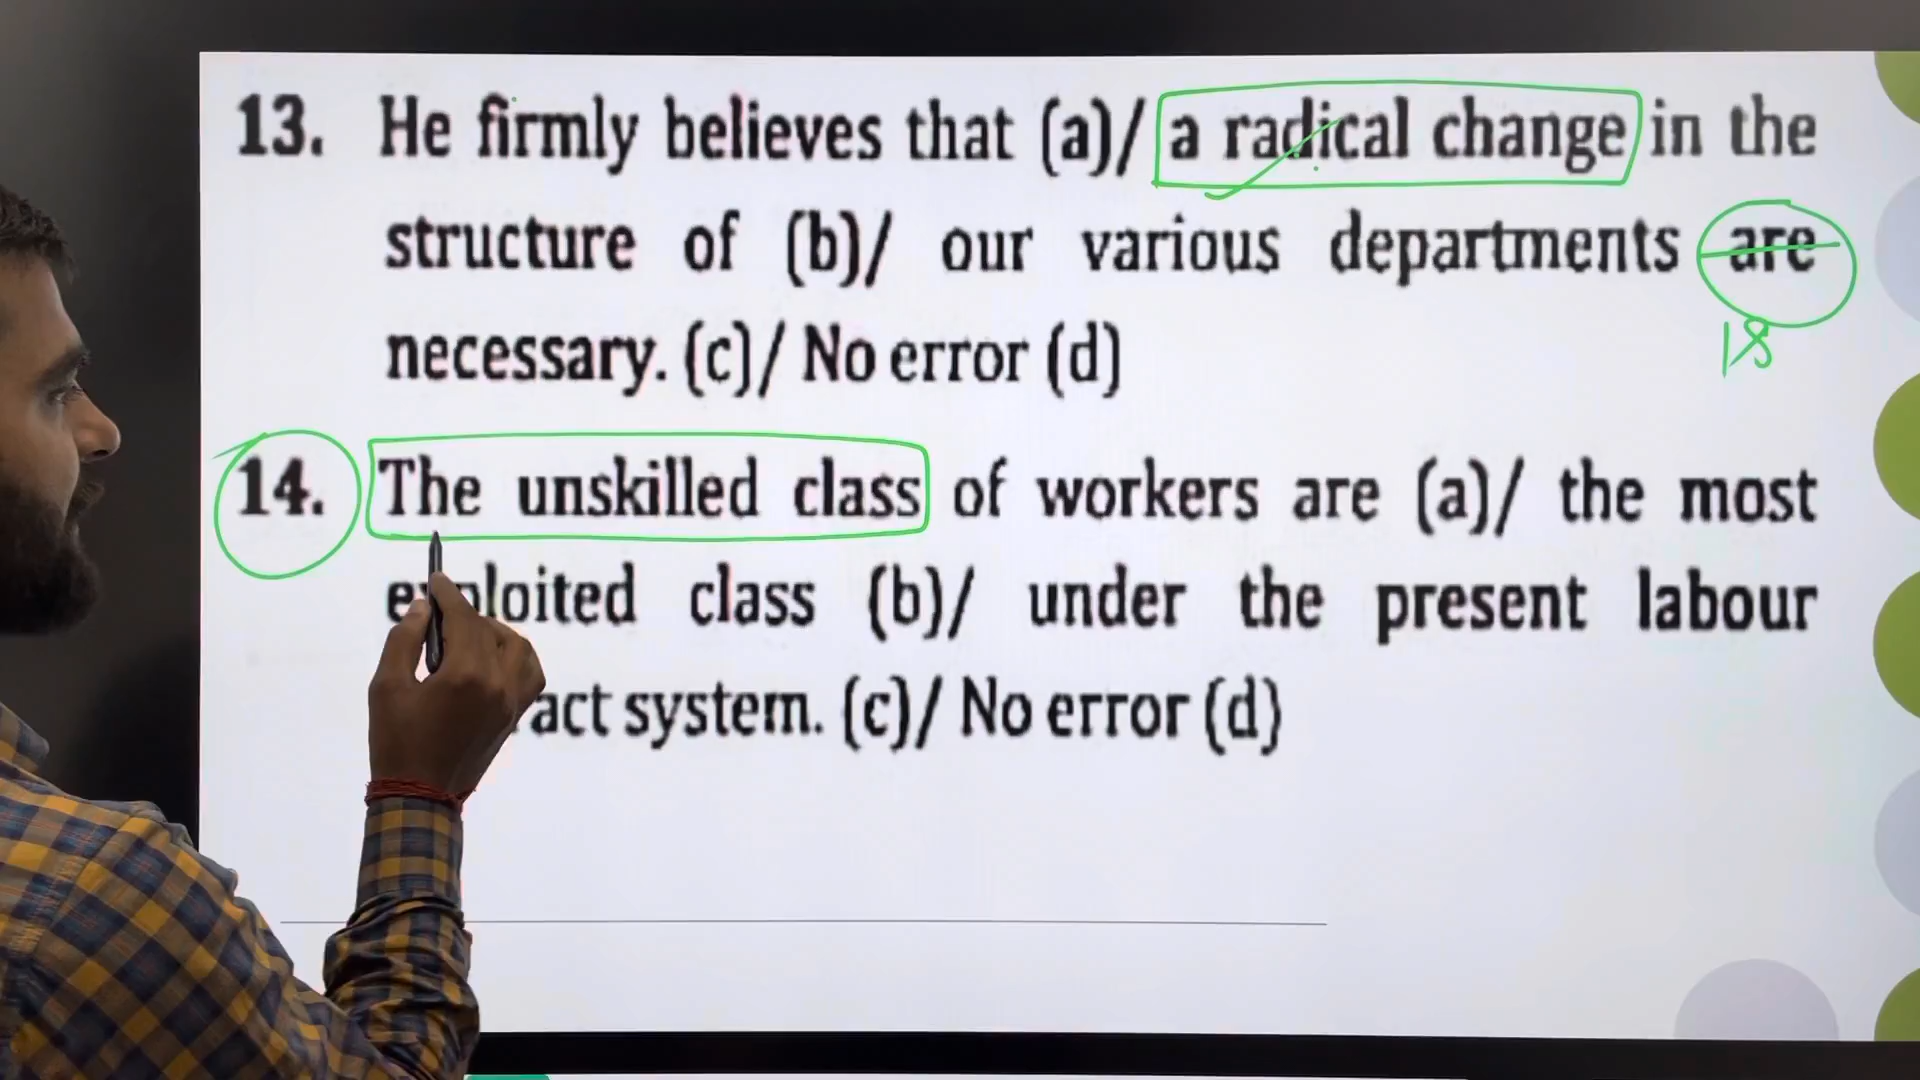 13. He firmly believes that (a)/ a radical change in the
structure of (b)/ our various departments are
is
necessary. (c)/ No error (d)
14. The unskilled class of workers are (a)/ the most
exploited class (b)/ under the present labour
act system. (c)/ No error (d)